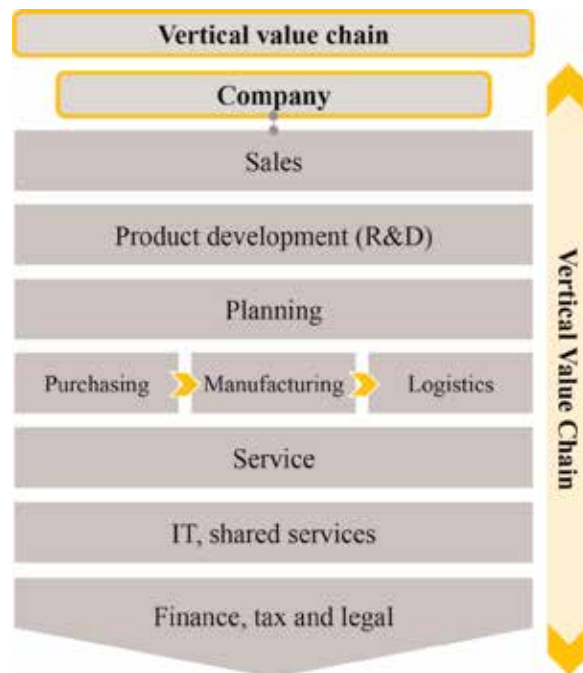 Vertical value chain
Company
Sales
Product development (R&D)
Planning
Purchasing
Manufacturing
Logistics
Service
IT, shared services
Finance, tax and legal
Vertical Value Chain